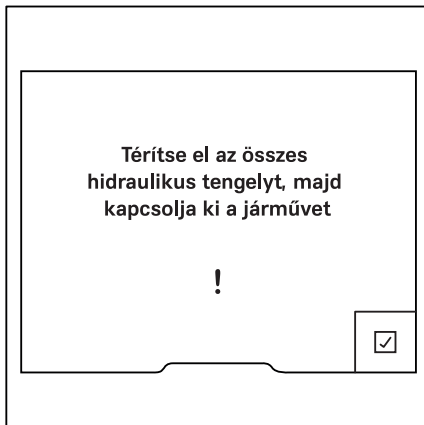 Térítse el az összes
hidraulikus tengelyt, majd
kapcsolja ki a járművet
!